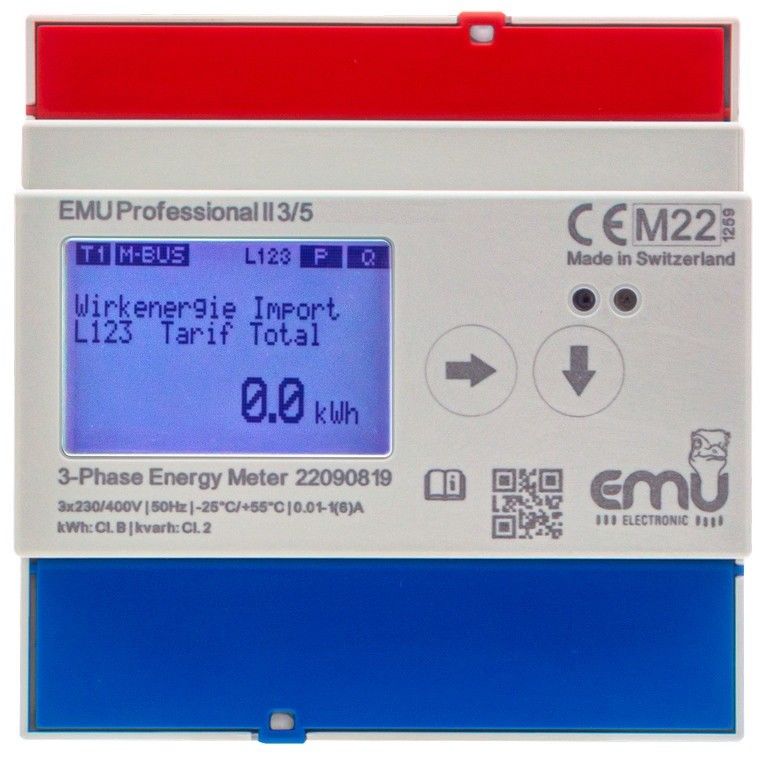 EMU Professional II 3/5
CE M22 1259
Made in Switzerland
T1 M-BUS L123 P Q
Wirkenergie Import
L123 Tarif Total
0.0 kWh
3-Phase Energy Meter 22090819
3x230/400V | 50Hz | -25°C/+55°C | 0.01-1(6)A
kWh: Cl. B | kvarh: Cl. 2
i
emu
ELECTRONIC